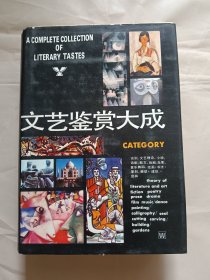 A COMPLETE COLLECTION
OF
LITERARY TASTES
文艺鉴赏大成
CATEGORY
theory of
literature and art
fiction poetry
prose drama
film music dance
painting
calligraphy/ seal
cutting carving
building
gardens